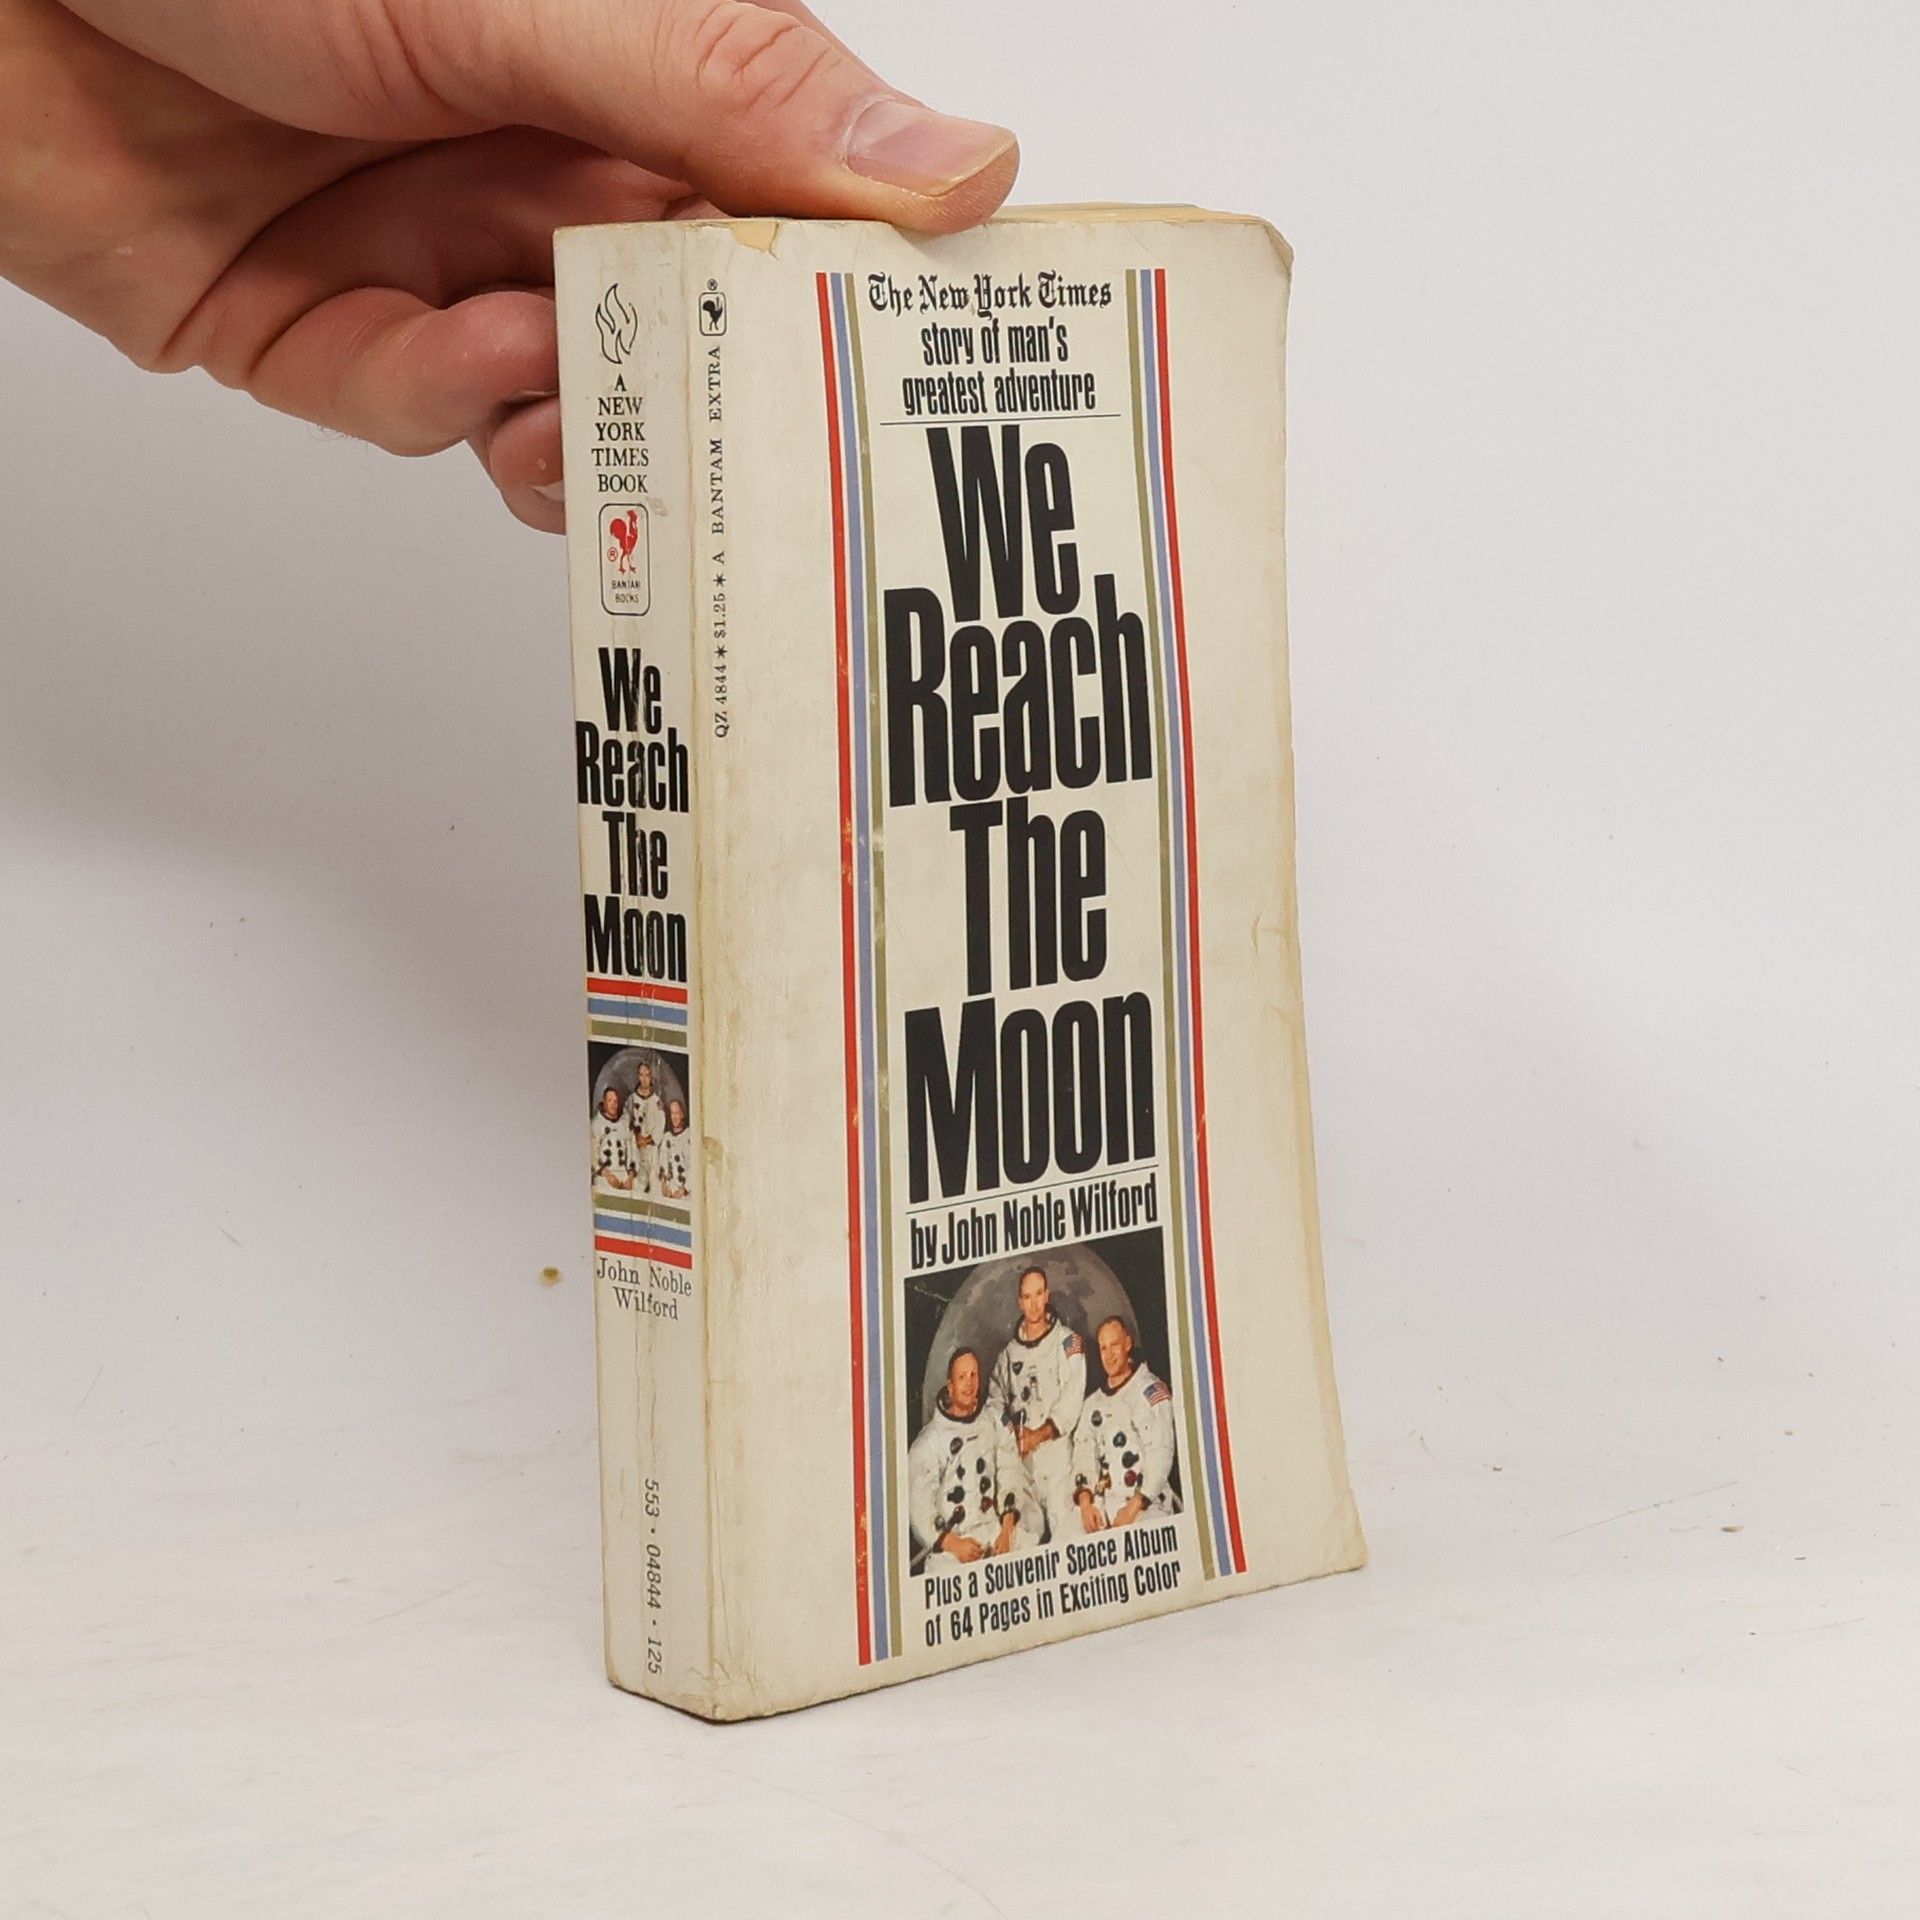 A
NEW
YORK
TIMES
BOOK
®
BANTAM
BOOKS
We
Reach
The
Moon
John Noble
Wilford
553 · 04844 · 125
®
QZ 4844 * $1.25 * A BANTAM EXTRA
The New York Times
story of man's
greatest adventure
We
Reach
The
Moon
by John Noble Wilford
Plus a Souvenir Space Album
of 64 Pages in Exciting Color